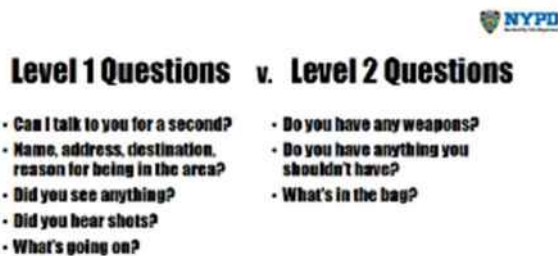 NYPD
Level 1 Questions v. Level 2 Questions
- Can I talk to you for a second?
- Name, address, destination,
reason for being in the area?
- Did you see anything?
- Did you hear shots?
- What's going on?
- Do you have any weapons?
- Do you have anything you
shouldn't have?
- What's in the bag?